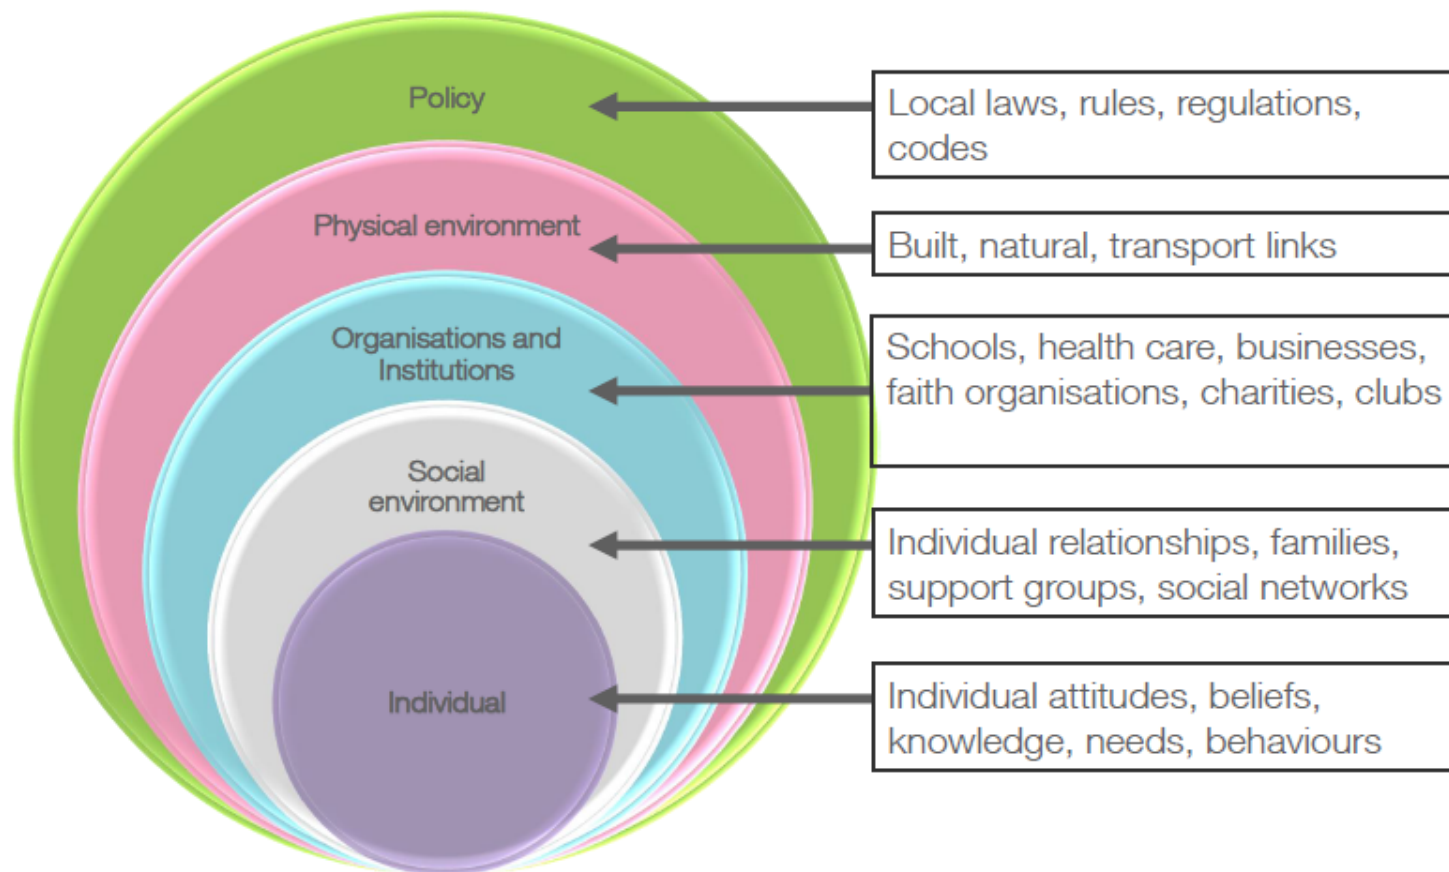 Policy
Local laws, rules, regulations,
codes
Physical environment
Built, natural, transport links
Organisations and
Institutions
Schools, health care, businesses,
faith organisations, charities, clubs
Social
environment
Individual relationships, families,
support groups, social networks
Individual
Individual attitudes, beliefs,
knowledge, needs, behaviours